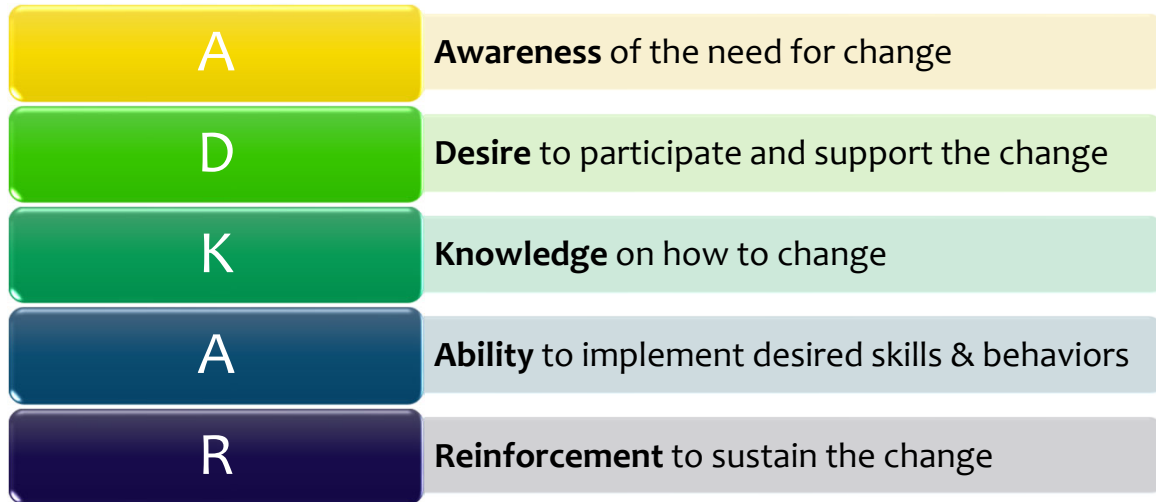 A
Awareness of the need for change
D
Desire to participate and support the change
K
Knowledge on how to change
A
Ability to implement desired skills & behaviors
R
Reinforcement to sustain the change